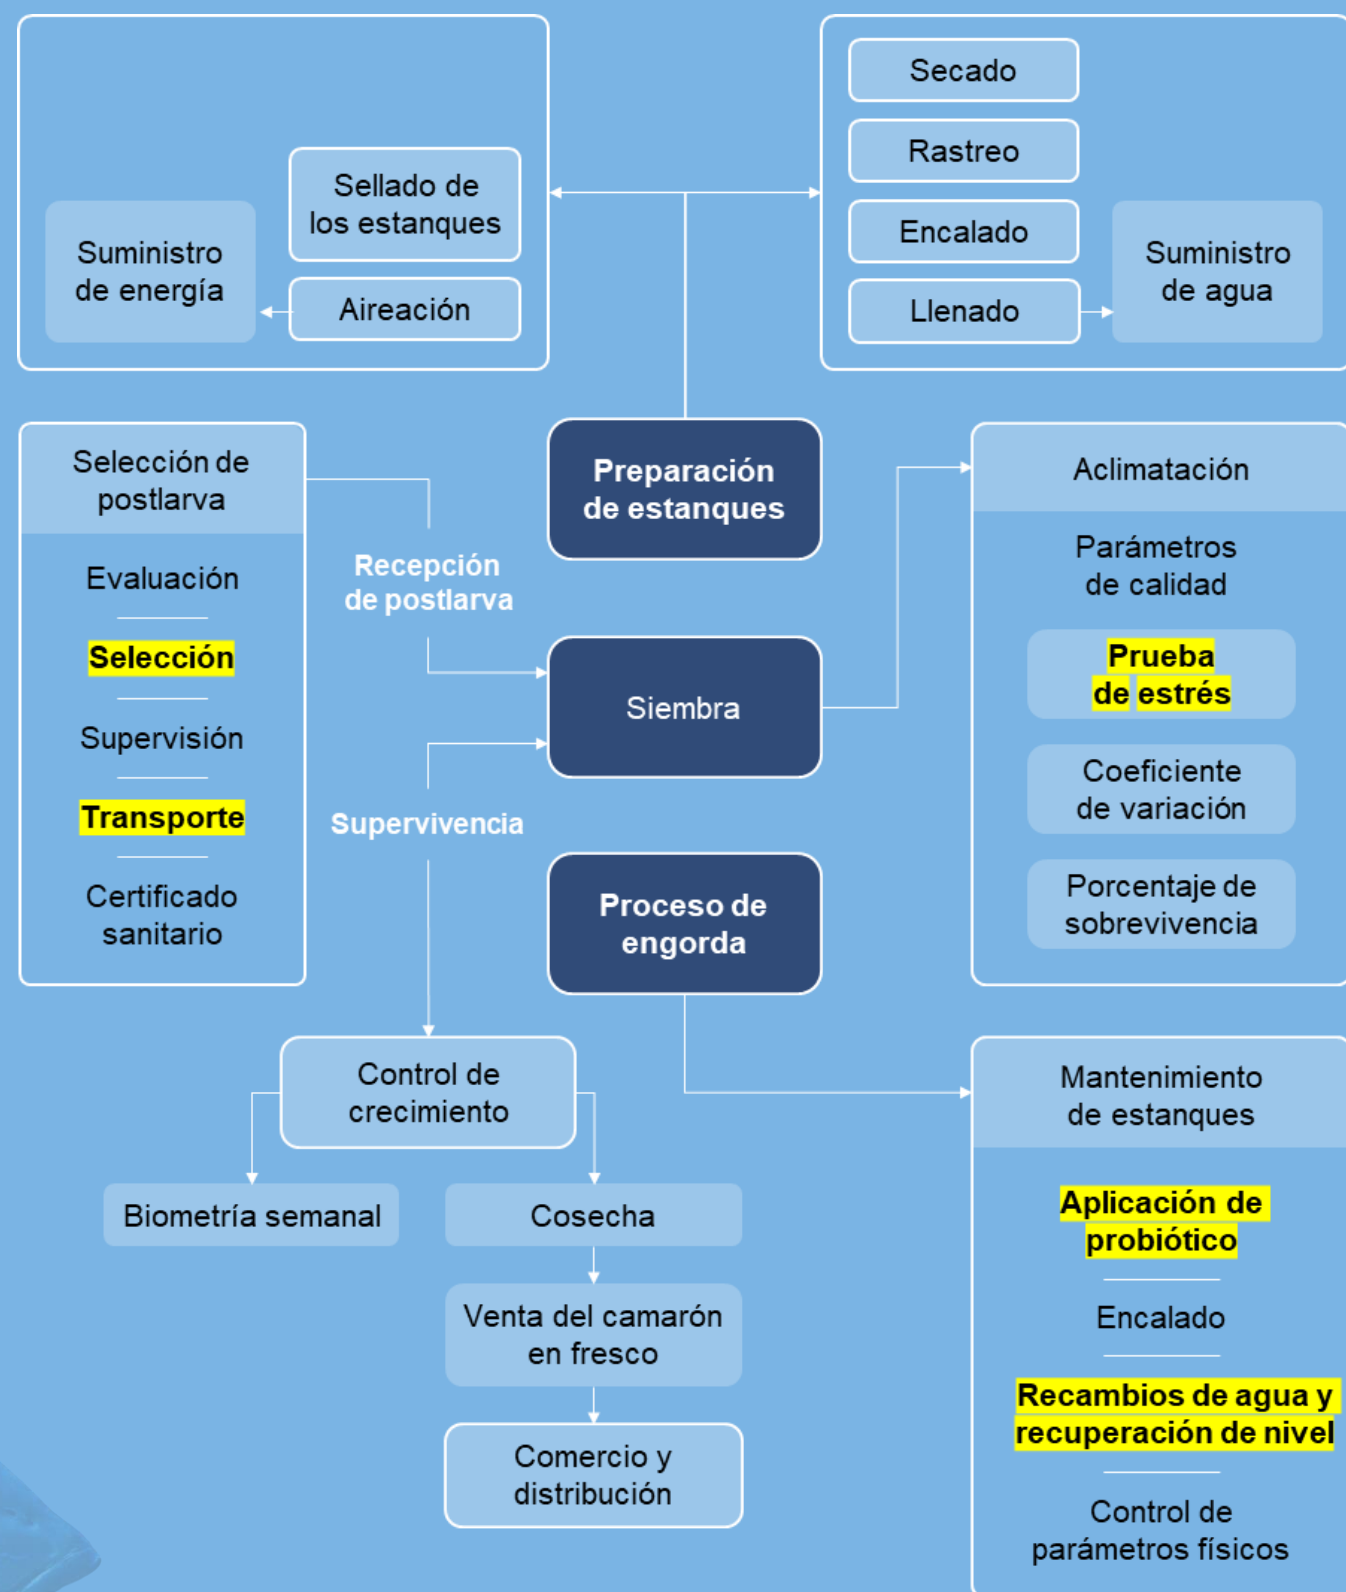 Sellado de
los estanques
Suministro
de energía
Aireación
Secado
Rastreo
Encalado
Llenado
Suministro
de agua
Preparación
de estanques
Selección de
postlarva
Evaluación
Selección
Supervisión
Transporte
Certificado
sanitario
Recepción
de postlarva
Siembra
Supervivencia
Aclimatación
Parámetros
de calidad
Prueba
de estrés
Coeficiente
de variación
Porcentaje de
sobrevivencia
Proceso de
engorda
Control de
crecimiento
Biometría semanal
Cosecha
Venta del camarón
en fresco
Comercio y
distribución
Mantenimiento
de estanques
Aplicación de
probiótico
Encalado
Recambios de agua y
recuperación de nivel
Control de
parámetros físicos